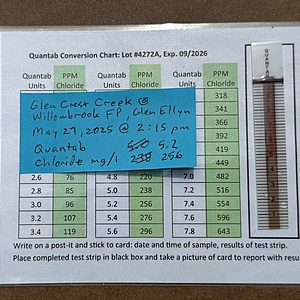 Quantab Conversion Chart: Lot #4272A, Exp. 09/2026
Quantab Units PPM Chloride Quantab Units PPM Chloride Quantab Units PPM Chloride
318
341
366
392
419
449
Glen Crest Creek @
Willowbrook F.P., Glen Ellyn
May 27, 2025 @ 2:15 pm
Quantab 5.0 5.2
Chloride mg/l 238 256
2.6 76 4.8 220 7.0 482
2.8 85 5.0 238 7.2 516
3.0 96 5.2 256 7.4 554
3.2 107 5.4 276 7.6 596
3.4 119 5.6 296 7.8 643
QUANTAB
Write on a post-it and stick to card: date and time of sample, results of test strip.
Place completed test strip in black box and take a picture of card to report with resu